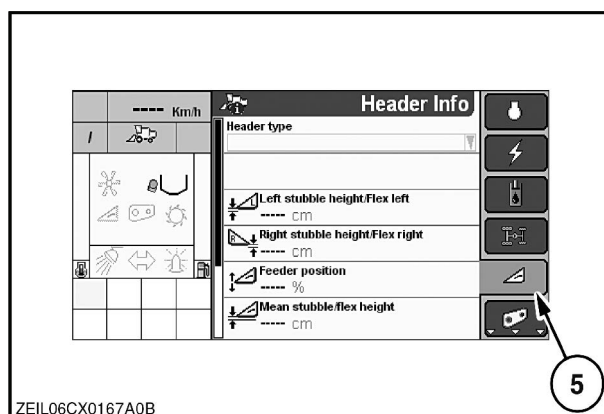 ---- Km/h
Header Info
Header type
Left stubble height/Flex left
---- cm
R
Right stubble height/Flex right
---- cm
Feeder position
---- %
Mean stubble/flex height
---- cm
5
ZEIL06CX0167A0B